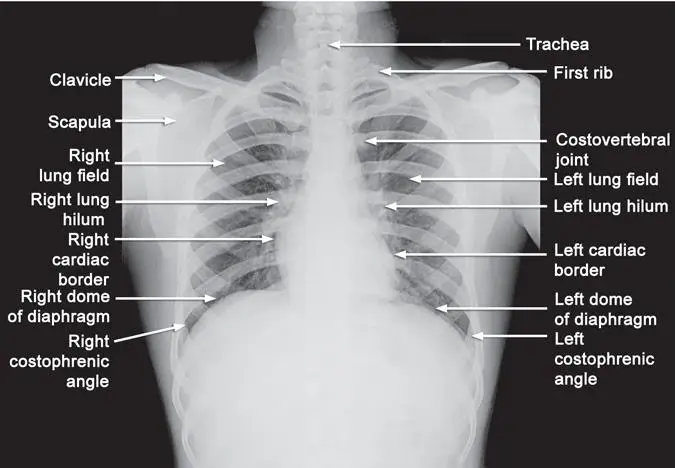 Clavicle
Scapula
Right
lung field
Right lung
hilum
Right
cardiac
border
Right dome
of diaphragm
Right
costophrenic
angle
Trachea
First rib
Costovertebral
joint
Left lung field
Left lung hilum
Left cardiac
border
Left dome
of diaphragm
Left
costophrenic
angle